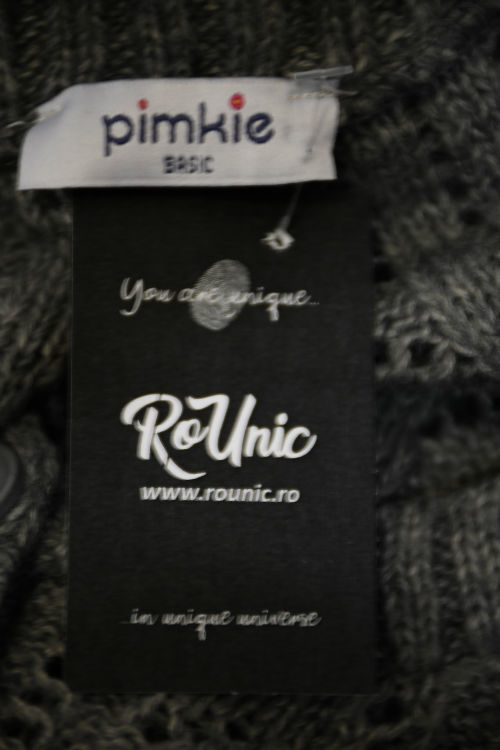 pimkie
BASIC
You are unique...
RoUnic
www.rounic.ro
...in unique universe